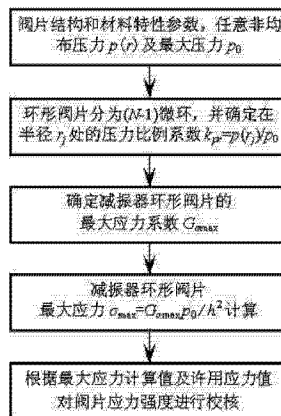 阀片结构和材料特性参数，任意非均
布压力 p(r) 及最大压力 p₀
环形阀片分为(N-1)微环，并确定在
半径 rⱼ 处的压力比例系数 kₚᵣ=p(rⱼ)/p₀
确定减振器环形阀片的
最大应力系数 Gσmax
减振器环形阀片
最大应力 σmax=Gσmaxp₀/h² 计算
根据最大应力计算值及许用应力值
对阀片应力强度进行校核